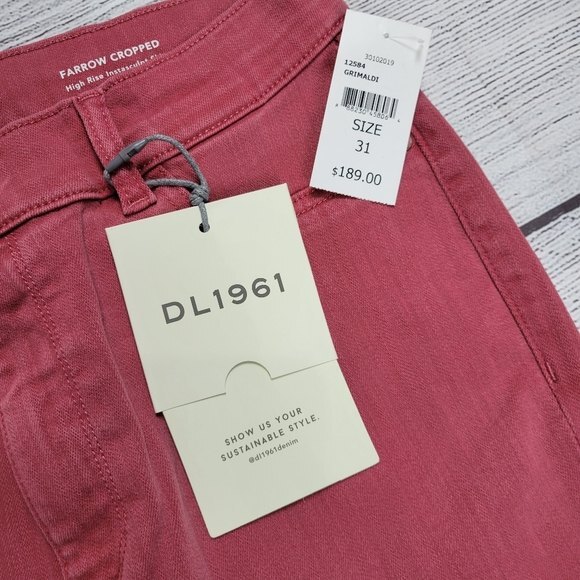 FARROW CROPPED
High Rise Instasculpt
30102019
12584
GRIMALDI
SIZE
31
$189.00
DL1961
SHOW US YOUR
SUSTAINABLE STYLE.
@dl1961denim